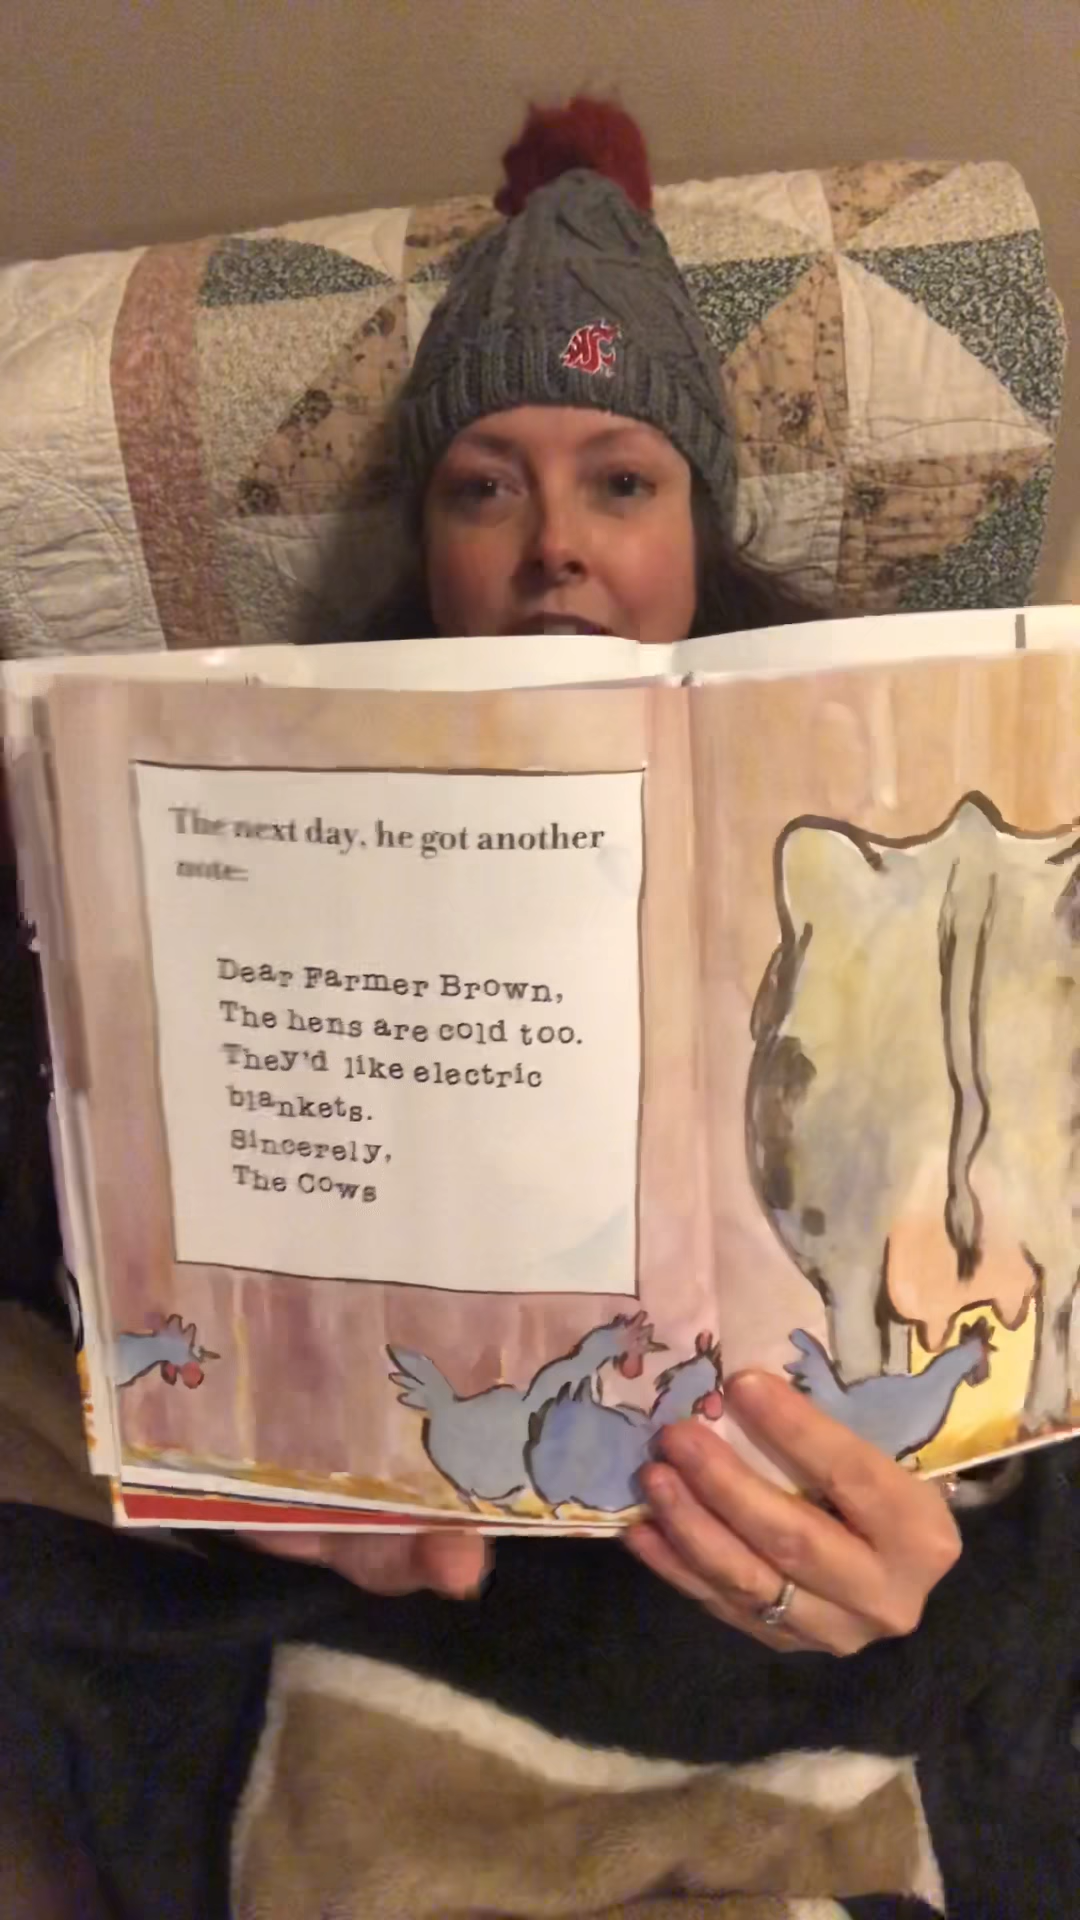 The next day, he got another
note:
Dear Farmer Brown,
The hens are cold too.
They'd like electric
blankets.
Sincerely,
The Cows